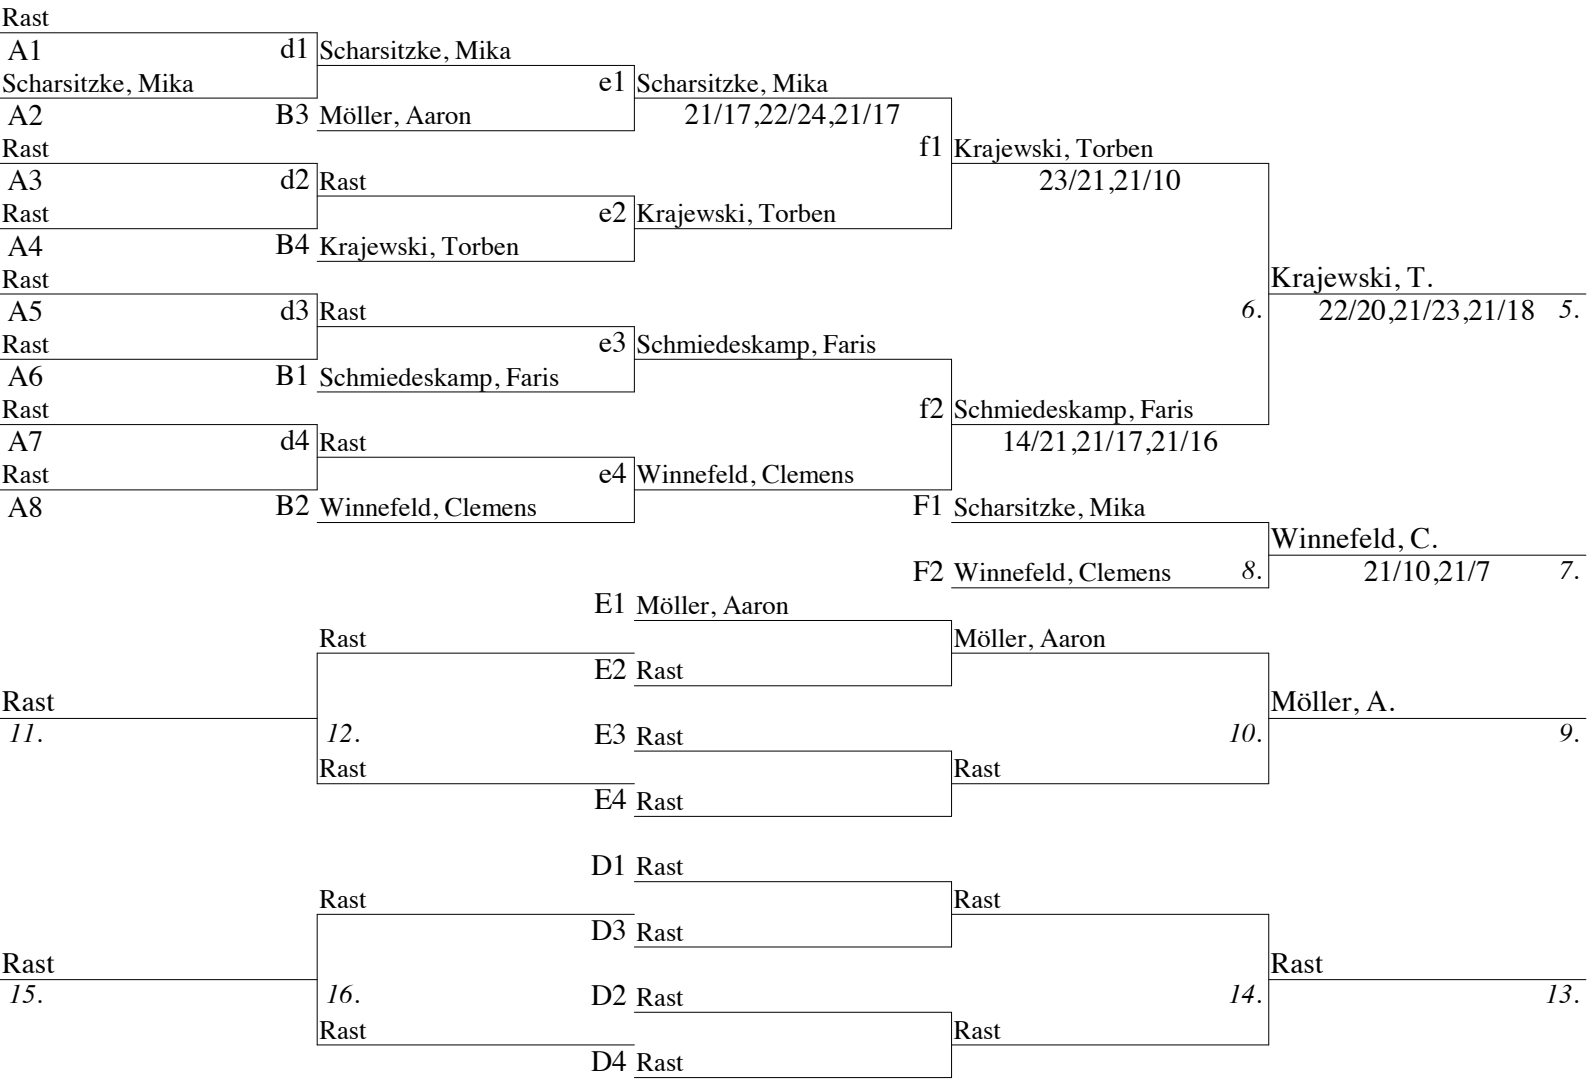 Rast
A1 d1 Scharsitzke, Mika
Scharsitzke, Mika e1 Scharsitzke, Mika
A2 B3 Möller, Aaron 21/17,22/24,21/17
Rast f1 Krajewski, Torben
A3 d2 Rast 23/21,21/10
Rast e2 Krajewski, Torben
A4 B4 Krajewski, Torben
Rast Krajewski, T.
A5 d3 Rast 6. 22/20,21/23,21/18 5.
Rast e3 Schmiedeskamp, Faris
A6 B1 Schmiedeskamp, Faris
Rast f2 Schmiedeskamp, Faris
A7 d4 Rast 14/21,21/17,21/16
Rast e4 Winnefeld, Clemens
A8 B2 Winnefeld, Clemens F1 Scharsitzke, Mika
Winnefeld, C.
F2 Winnefeld, Clemens 8. 21/10,21/7 7.
E1 Möller, Aaron
Rast Möller, Aaron
E2 Rast
Rast Möller, A.
11. 12. E3 Rast 10. 9.
Rast Rast
E4 Rast
D1 Rast
Rast Rast
D3 Rast
Rast Rast
15. 16. D2 Rast 14. 13.
Rast Rast
D4 Rast